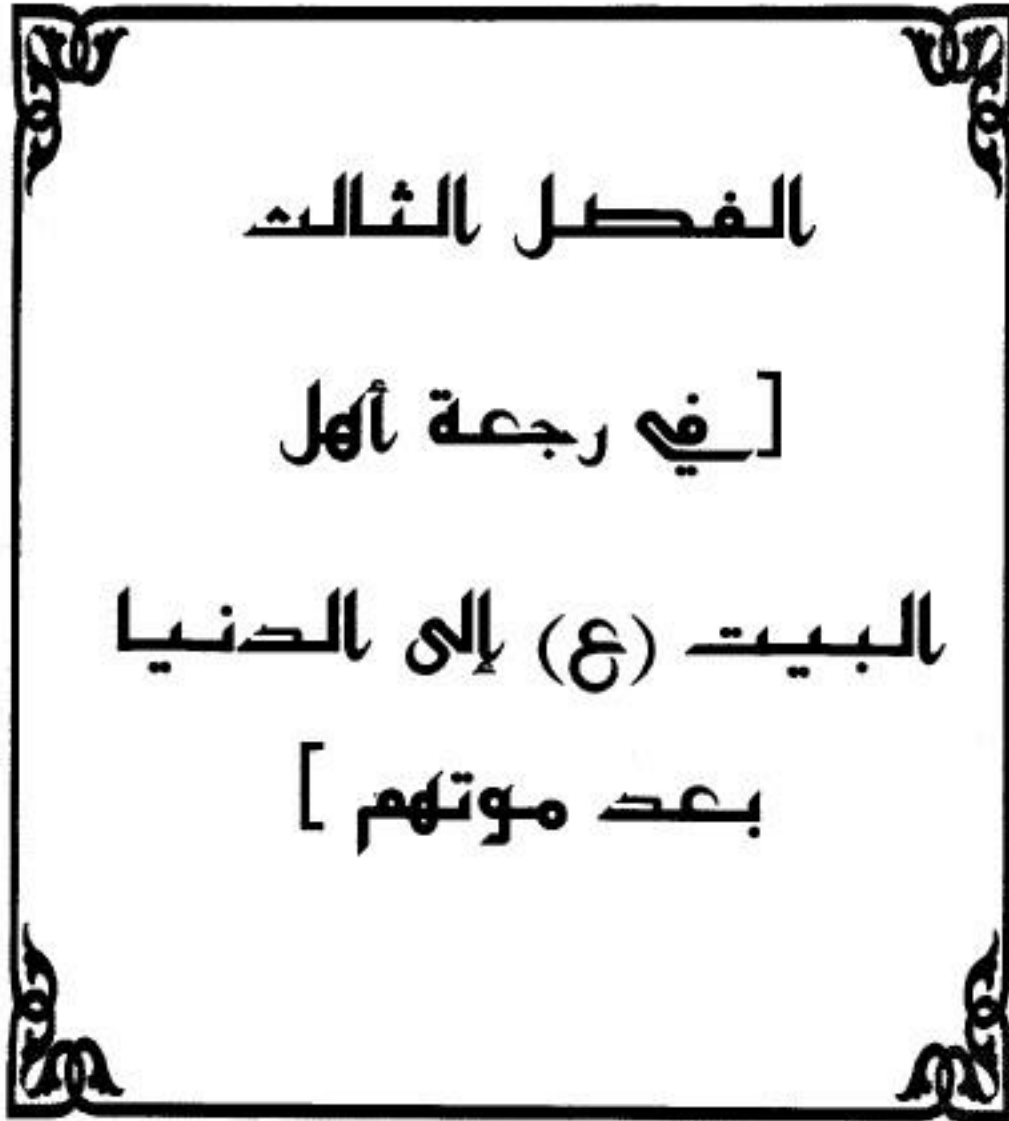 الفصل الثالث
[في رجعة أهل
البيت (ع) إلى الدنيا
بعد موتهم ]